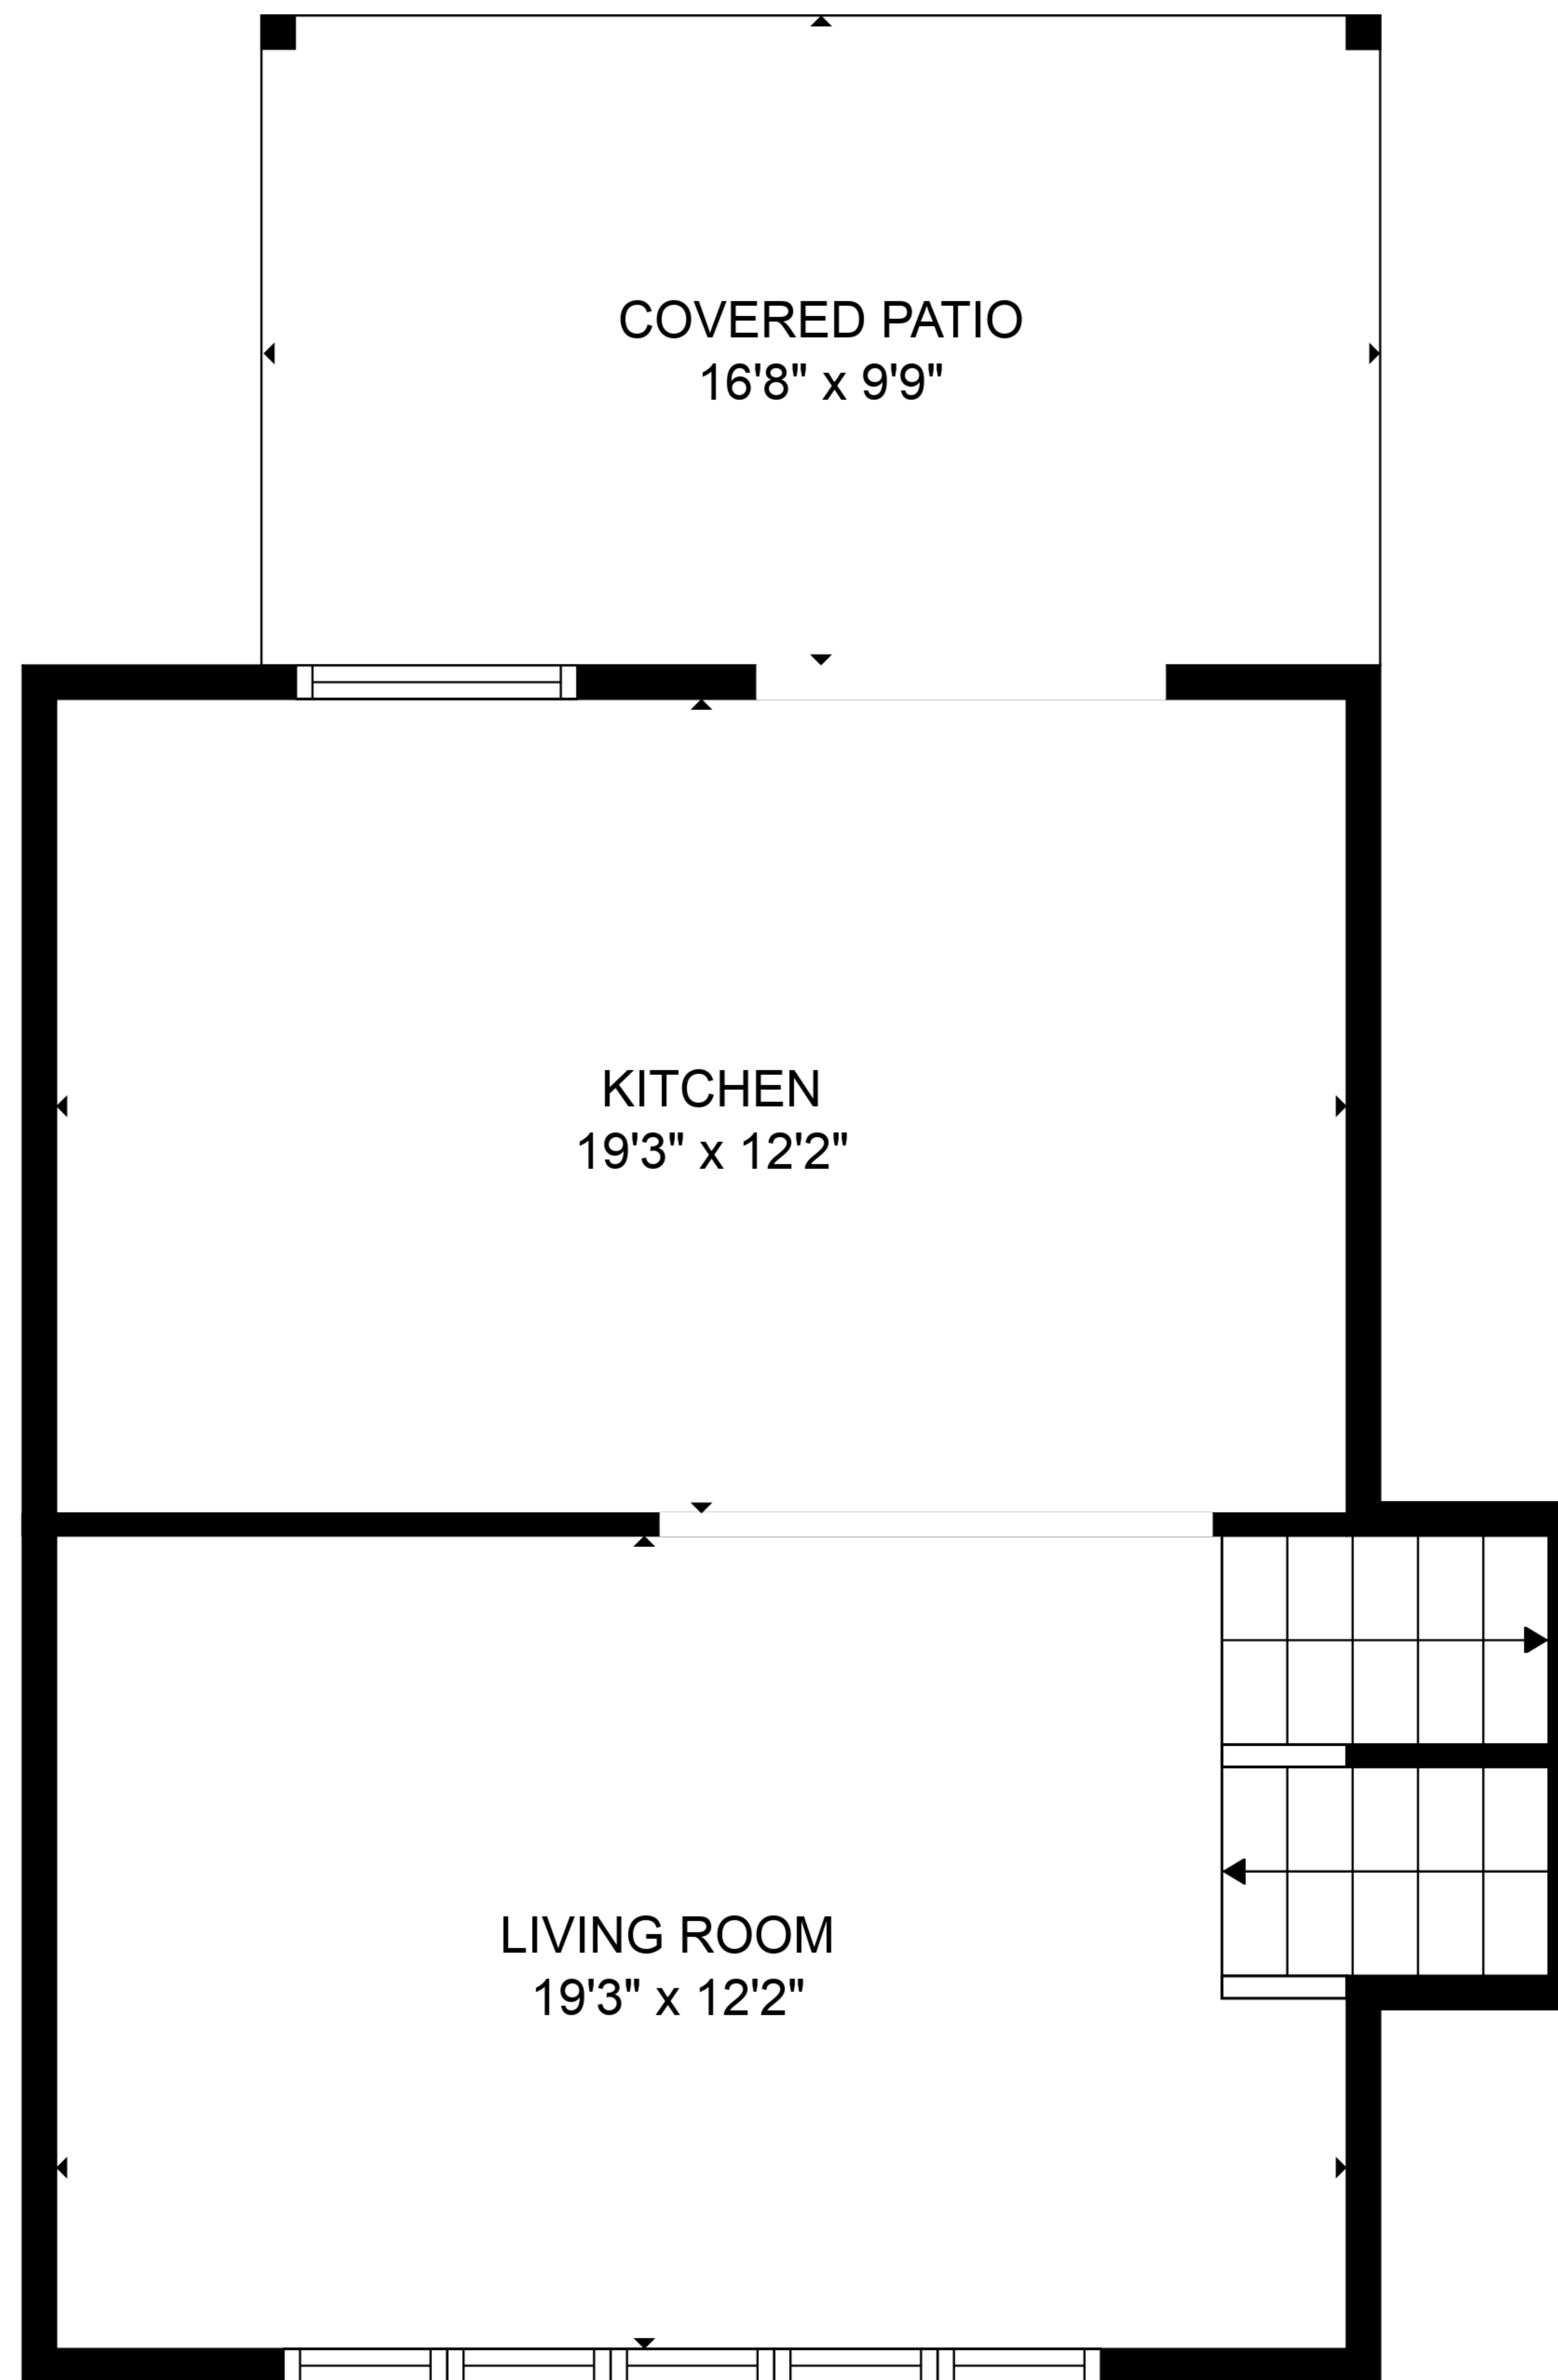 COVERED PATIO
16'8" x 9'9"
KITCHEN
19'3" x 12'2"
LIVING ROOM
19'3" x 12'2"